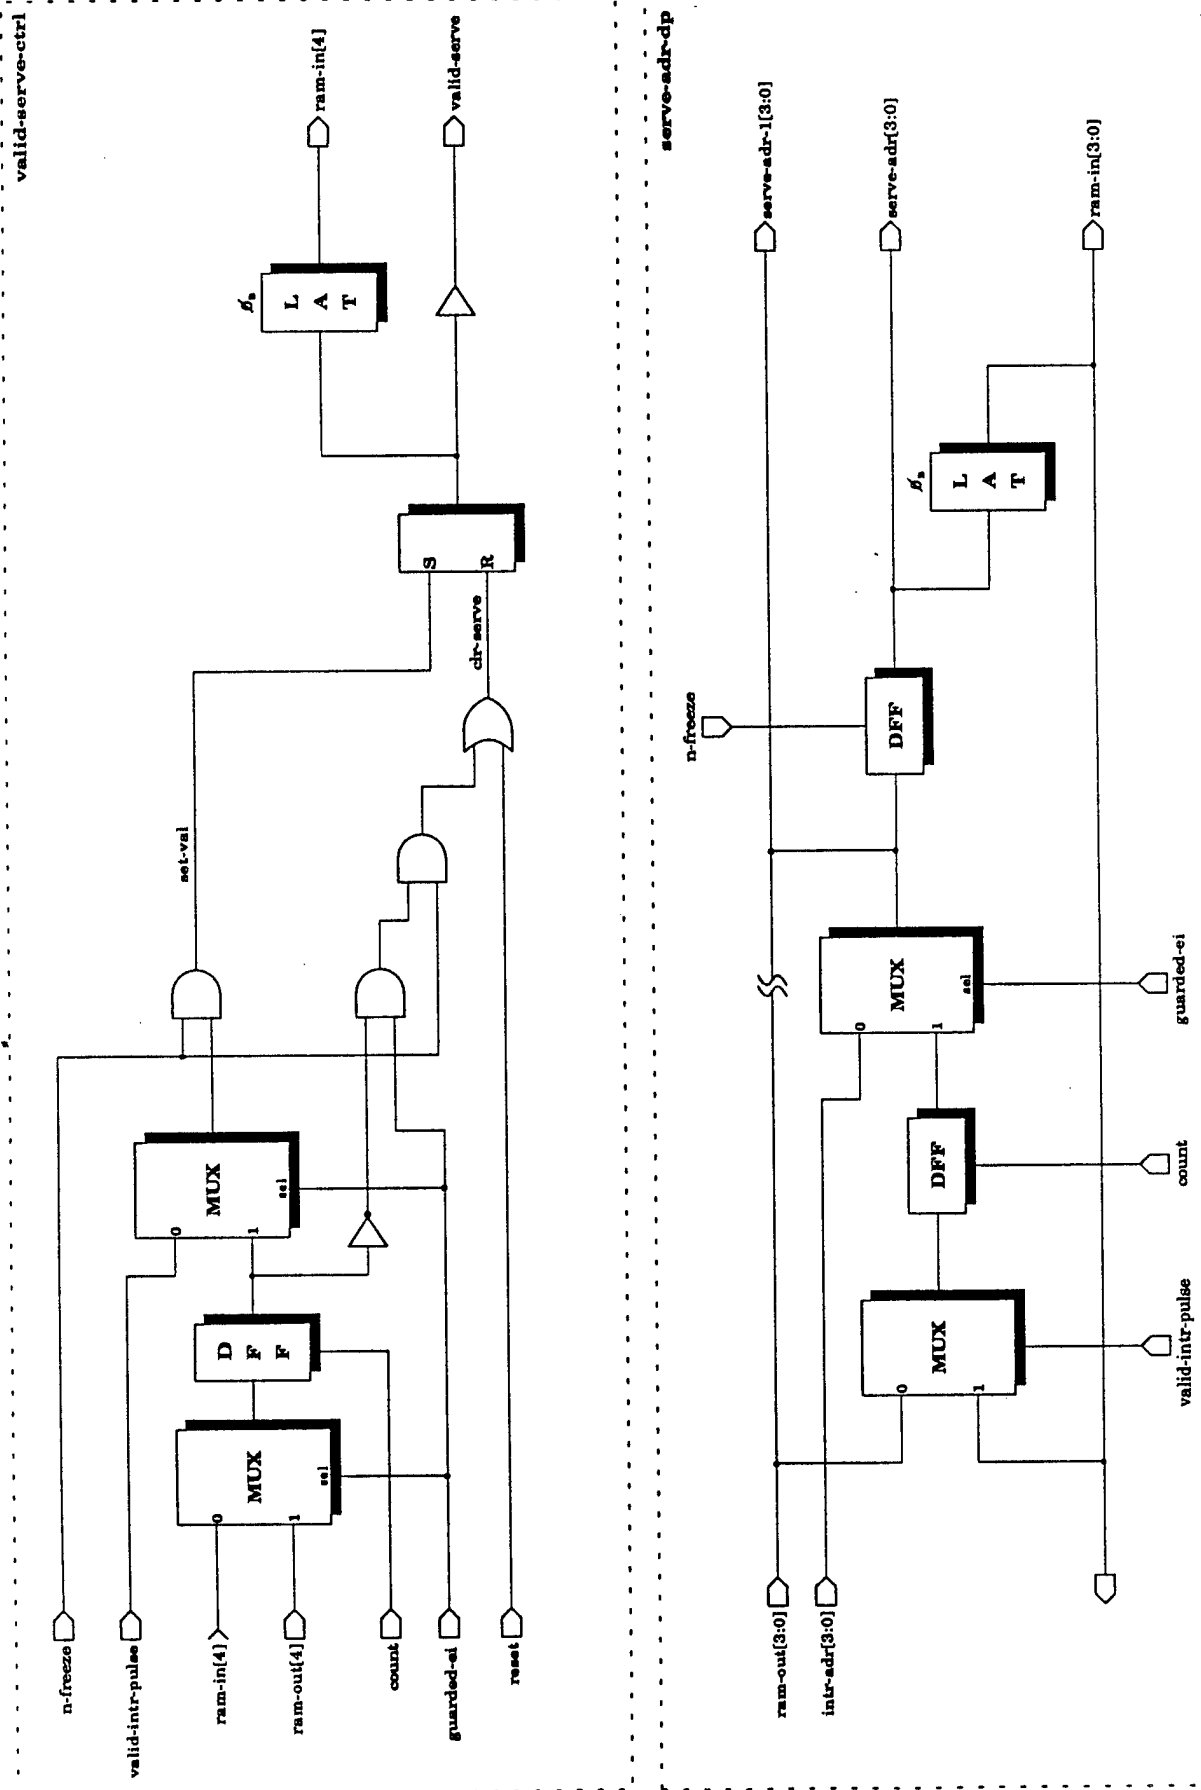 valid-serve-ctrl
n-freeze
valid-intr-pulse
ram-in[4]
ram-out[4]
count
guarded-ei
reset
0
1
MUX
sel
D
F
F
0
1
MUX
sel
set-val
clr-serve
S
R
øs
L
A
T
ram-in[4]
valid-serve
serve-adr-dp
ram-out[3:0]
intr-adr[3:0]
0
1
MUX
valid-intr-pulse
DFF
count
0
1
MUX
sel
guarded-ei
n-freeze
DFF
øs
L
A
T
serve-adr-1[3:0]
serve-adr[3:0]
ram-in[3:0]